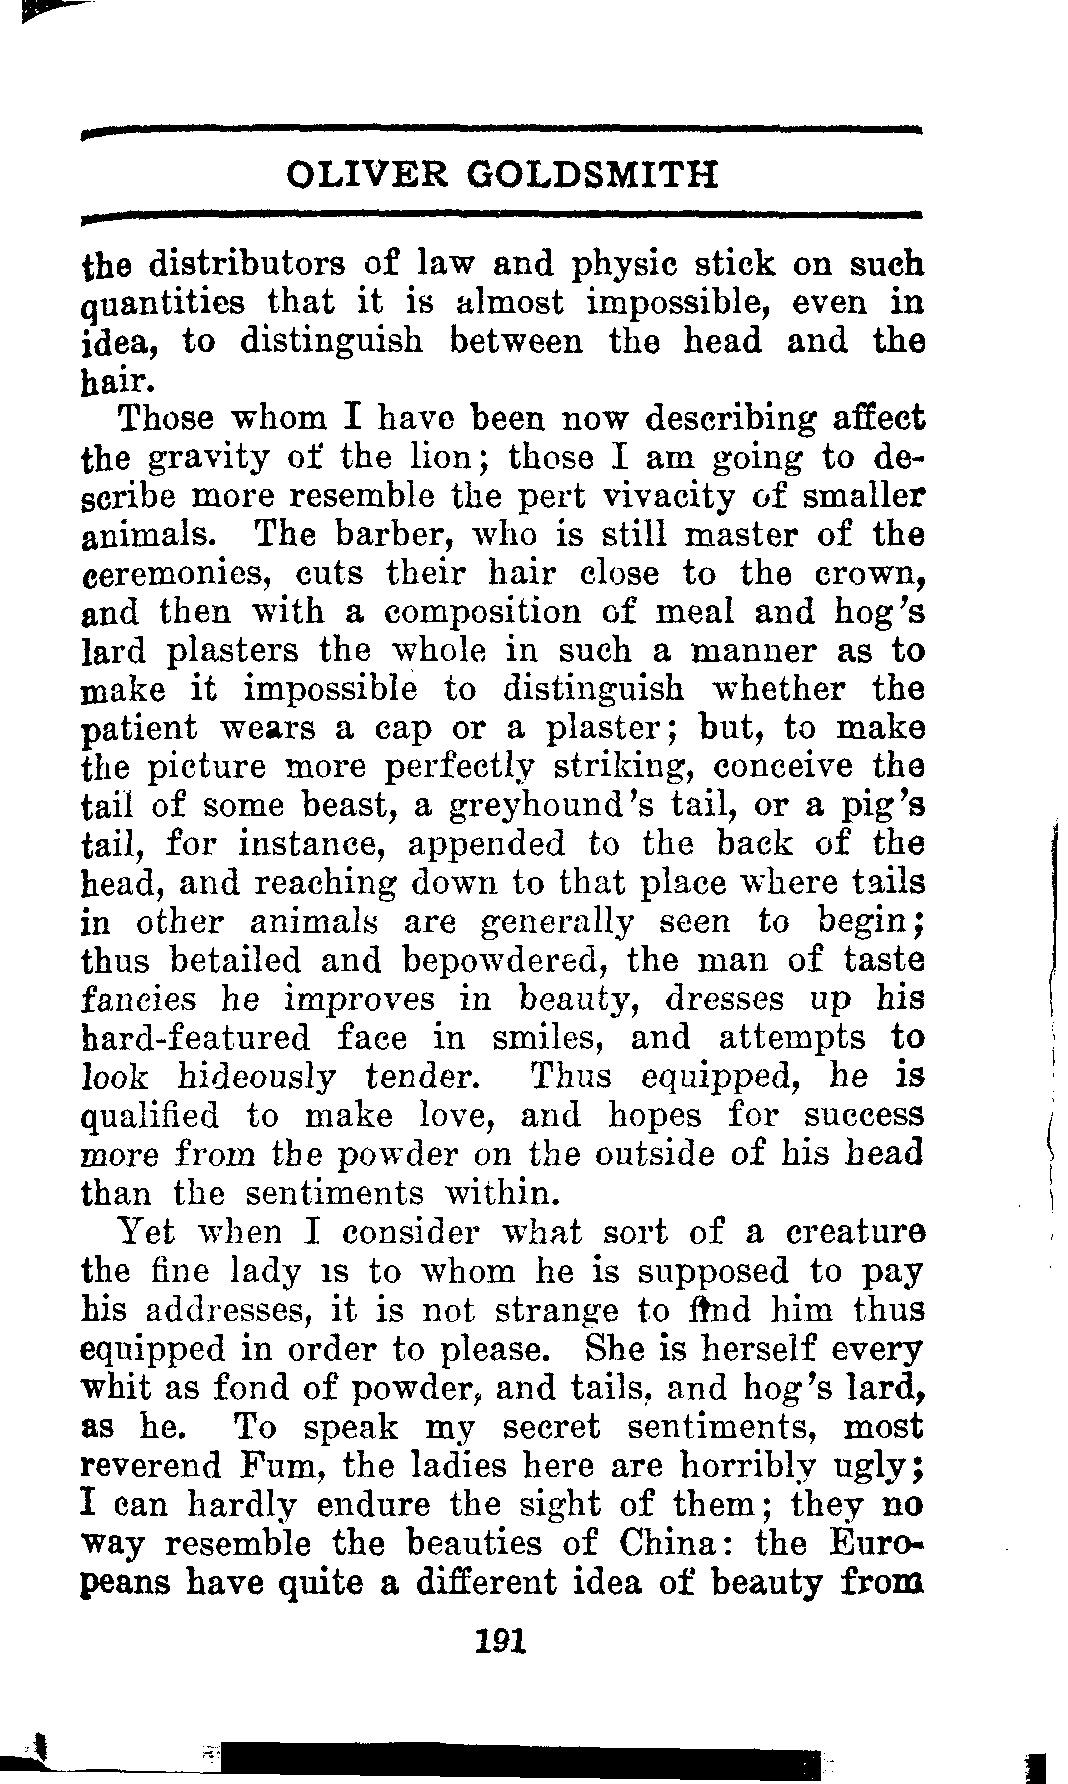 OLIVER GOLDSMITH
the distributors of law and physic stick on such
quantities that it is almost impossible, even in
idea, to distinguish between the head and the
hair.
Those whom I have been now describing affect
the gravity of the lion; those I am going to de-
scribe more resemble the pert vivacity of smaller
animals. The barber, who is still master of the
ceremonies, cuts their hair close to the crown,
and then with a composition of meal and hog's
lard plasters the whole in such a manner as to
make it impossible to distinguish whether the
patient wears a cap or a plaster; but, to make
the picture more perfectly striking, conceive the
tail of some beast, a greyhound's tail, or a pig's
tail, for instance, appended to the back of the
head, and reaching down to that place where tails
in other animals are generally seen to begin;
thus betailed and bepowdered, the man of taste
fancies he improves in beauty, dresses up his
hard-featured face in smiles, and attempts to
look hideously tender. Thus equipped, he is
qualified to make love, and hopes for success
more from the powder on the outside of his head
than the sentiments within.
Yet when I consider what sort of a creature
the fine lady is to whom he is supposed to pay
his addresses, it is not strange to find him thus
equipped in order to please. She is herself every
whit as fond of powder, and tails, and hog's lard,
as he. To speak my secret sentiments, most
reverend Fum, the ladies here are horribly ugly;
I can hardly endure the sight of them; they no
way resemble the beauties of China: the Euro-
peans have quite a different idea of beauty from
191